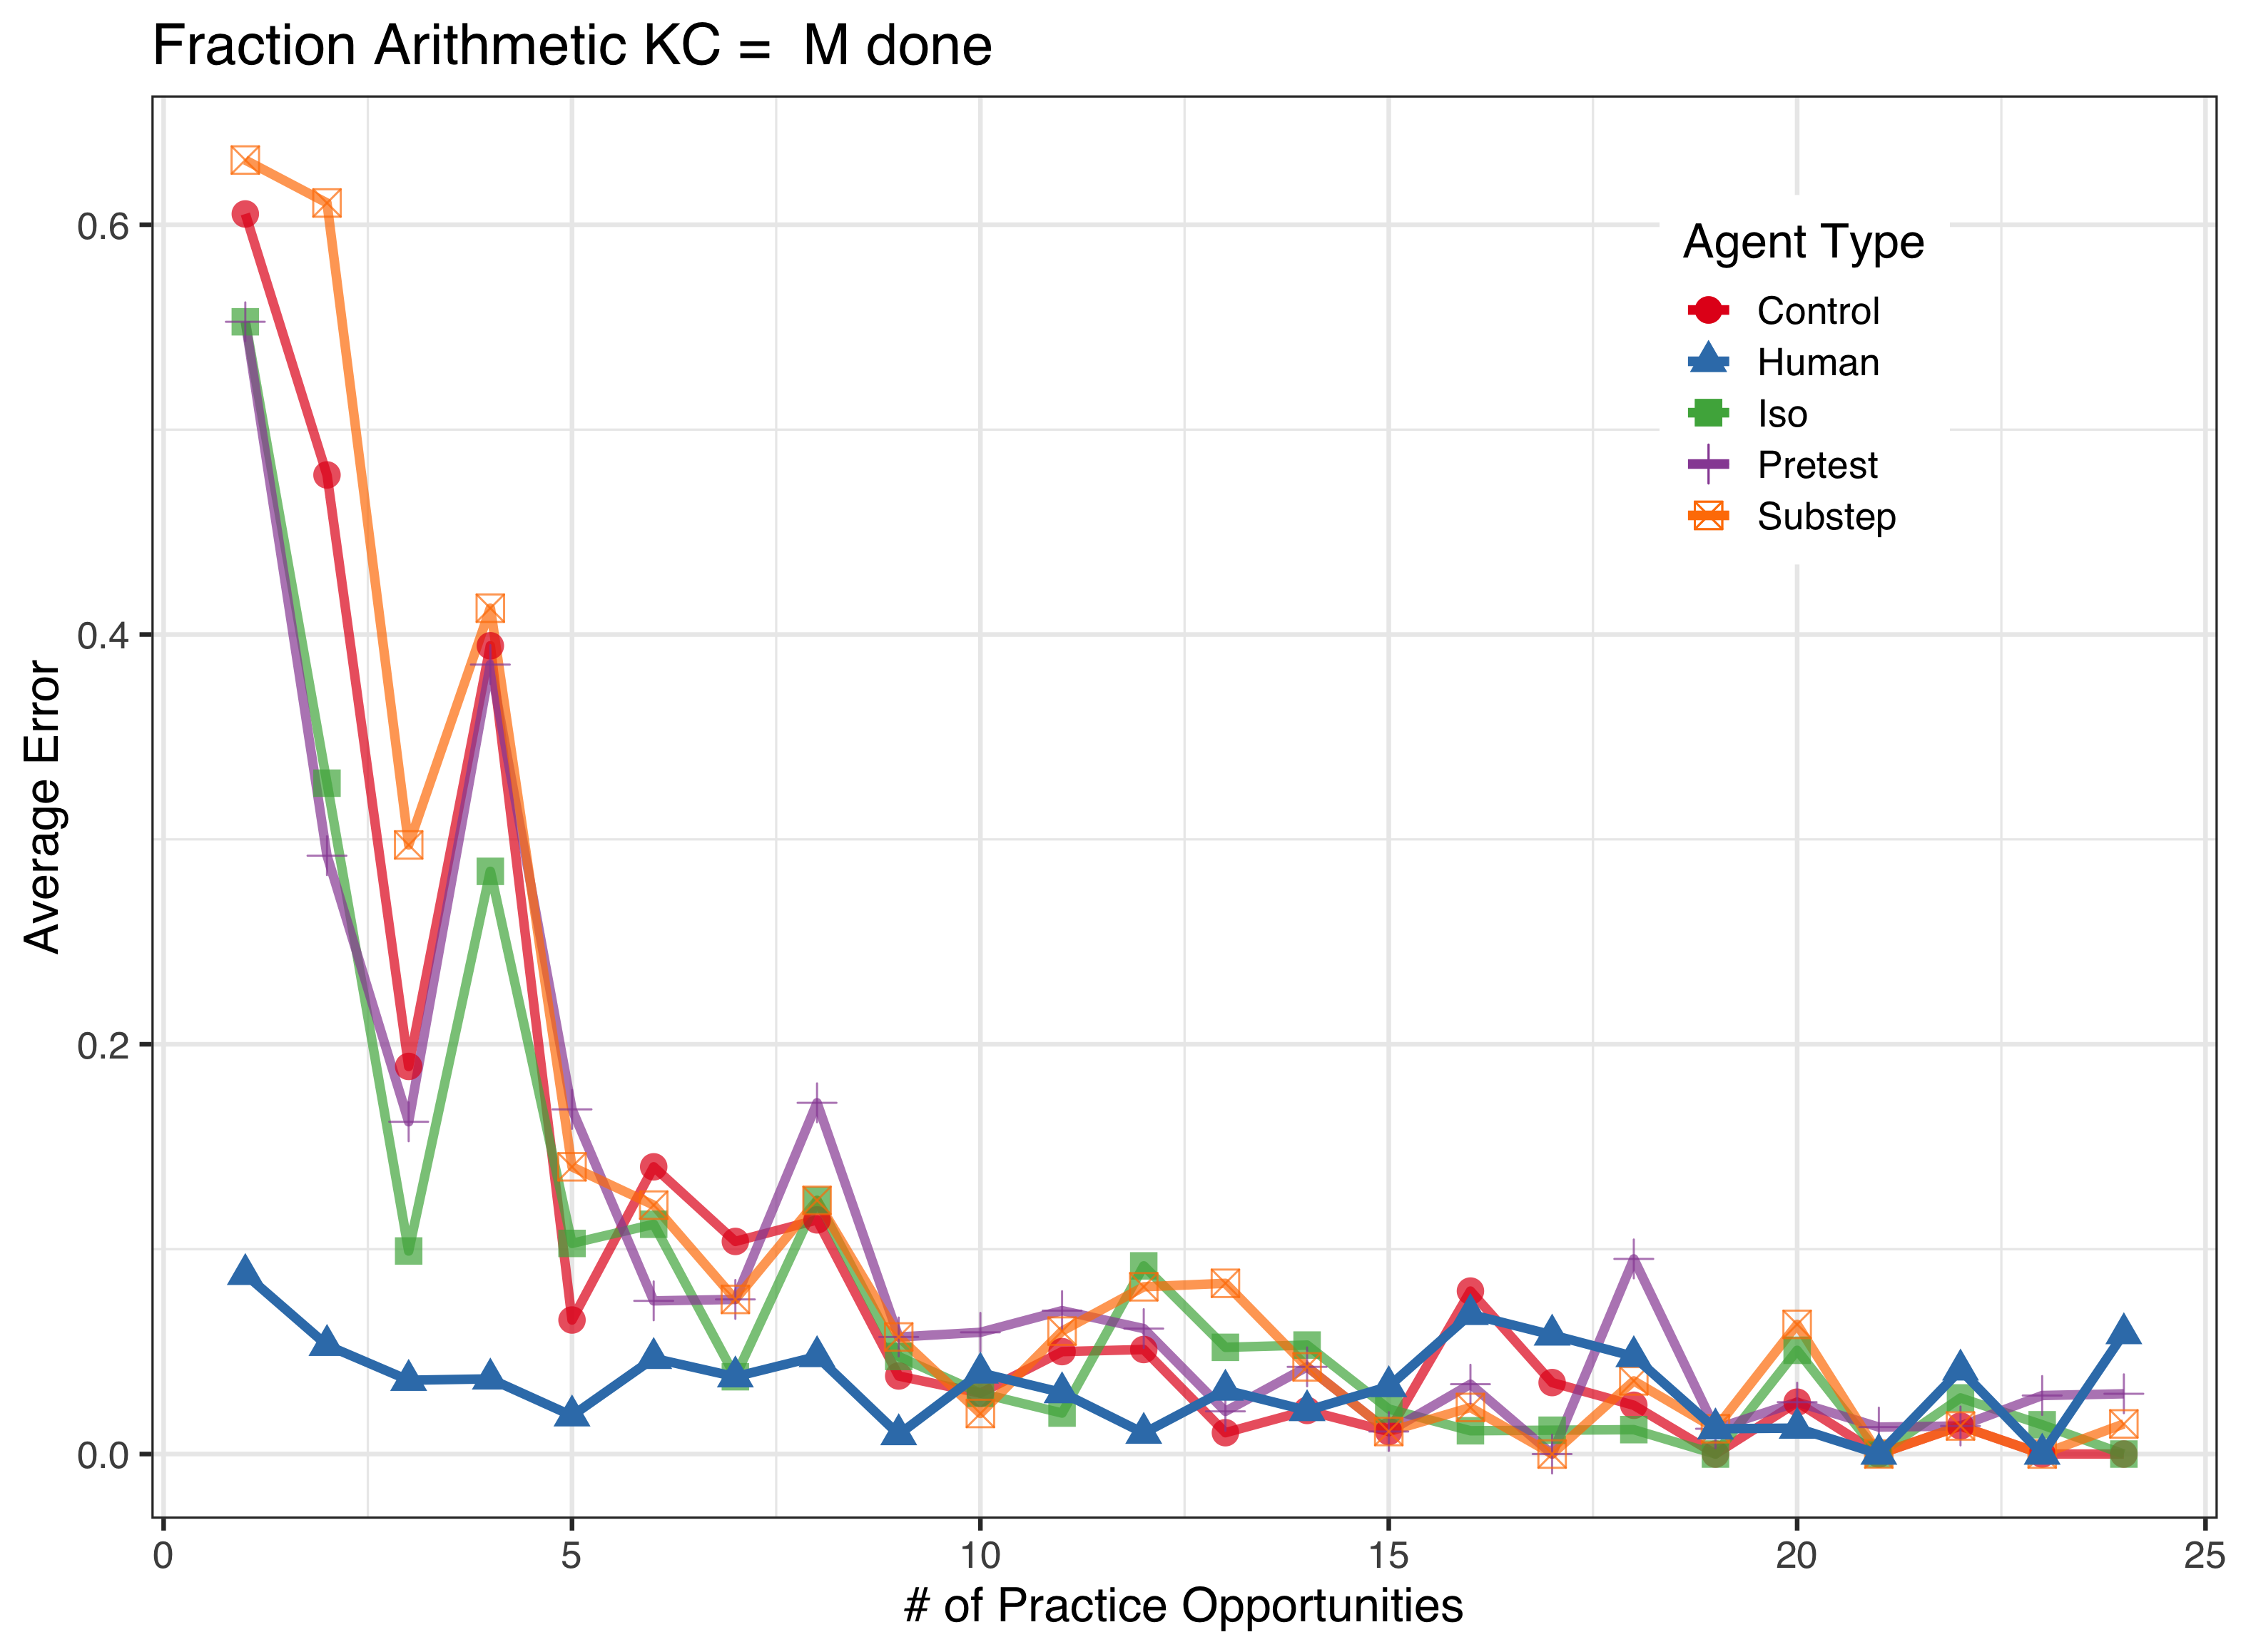 Fraction Arithmetic KC =  M done
Average Error
0.6
0.4
0.2
0.0
Agent Type
Control
Human
Iso
Pretest
Substep
0 5 10 15 20 25
# of Practice Opportunities